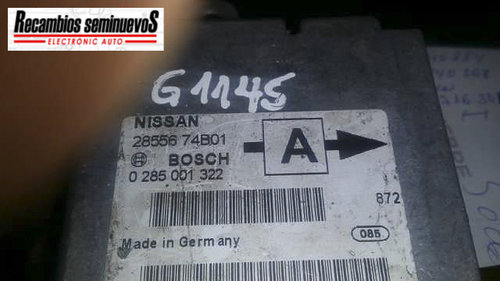 Recambios seminuevoS
ELECTRONIC AUTO
G1145
NISSAN
28556 74B01
BOSCH
A
0 285 001 322
872
Made in Germany
085